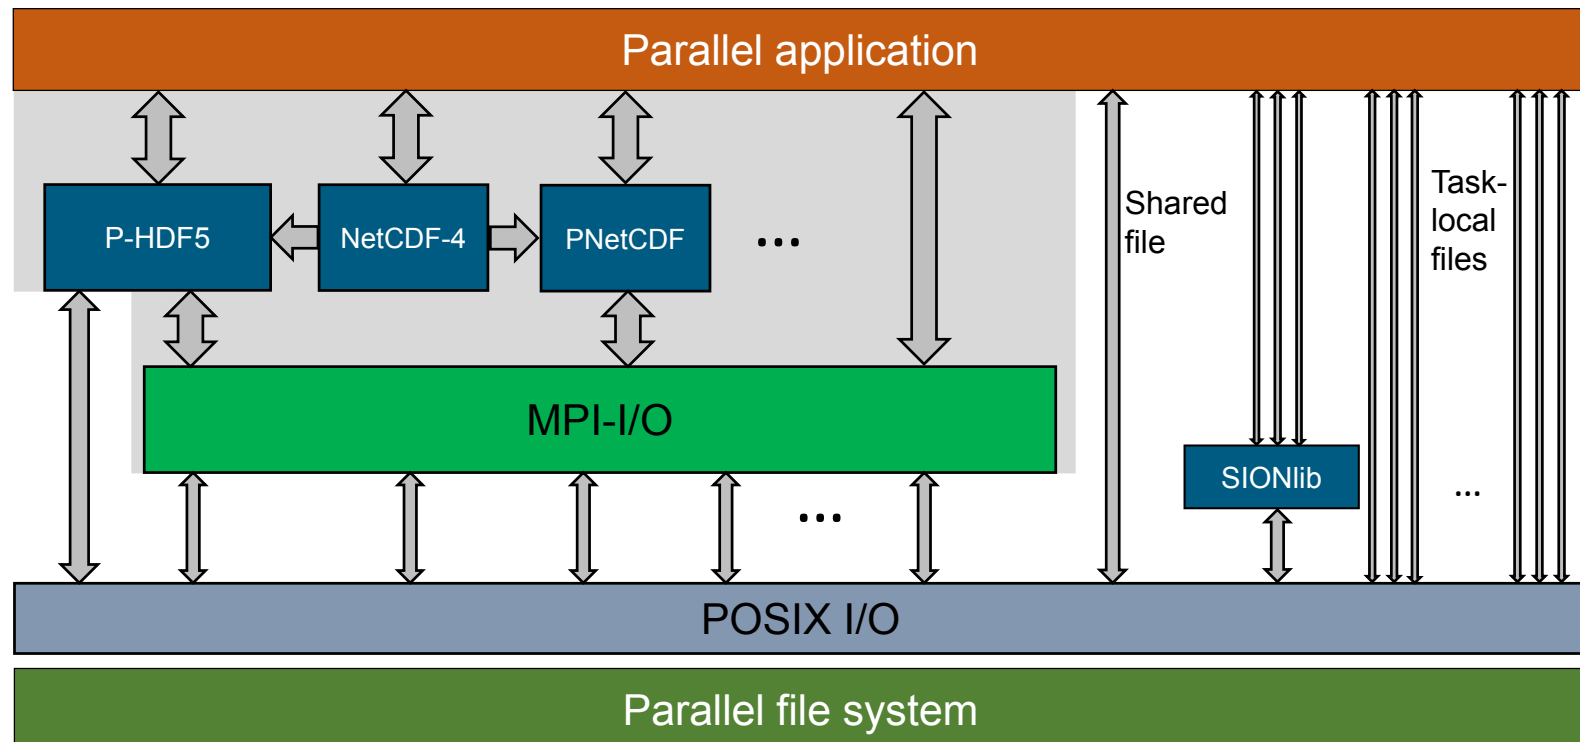 Parallel application
P-HDF5
NetCDF-4
PNetCDF
...
Shared
file
Task-
local
files
MPI-I/O
SIONlib
...
...
POSIX I/O
Parallel file system